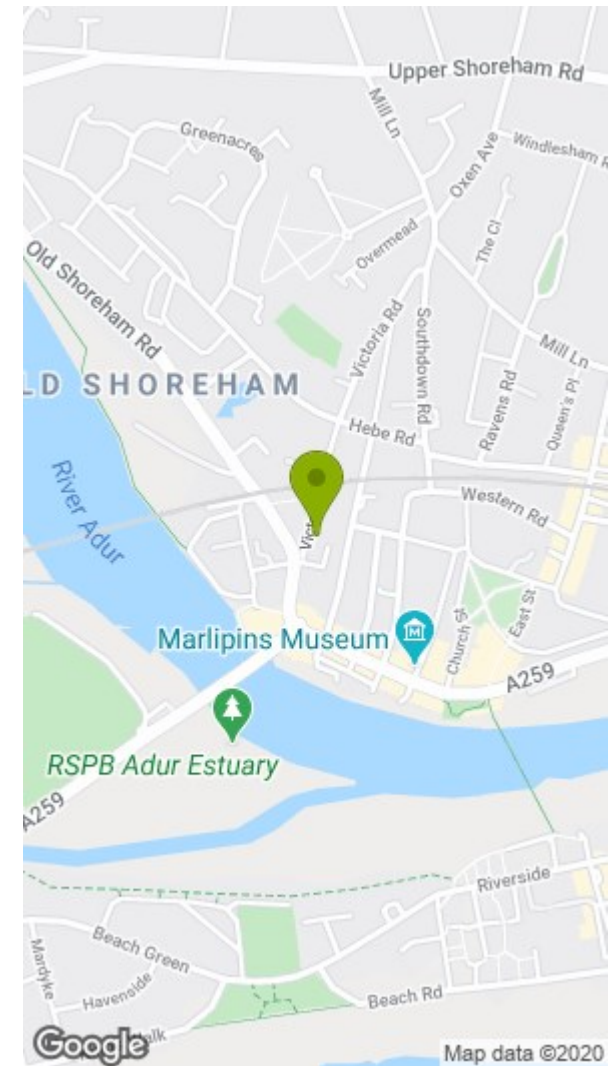 Upper Shoreham Rd
Mill Ln
Greenacres
Oxen Ave
Windlesham R
Overmead
The Cl
Old Shoreham Rd
Victoria Rd
Southdown Rd
Mill Ln
LD SHOREHAM
Ravens Rd
Queen's Pl
Hebe Rd
River Adur
Western Rd
Vict
Marlipins Museum
M
Church St
East St
A259
RSPB Adur Estuary
A259
Riverside
Beach Green
Mardyke
Havenside
Beach Rd
alk
Google
Map data ©2020